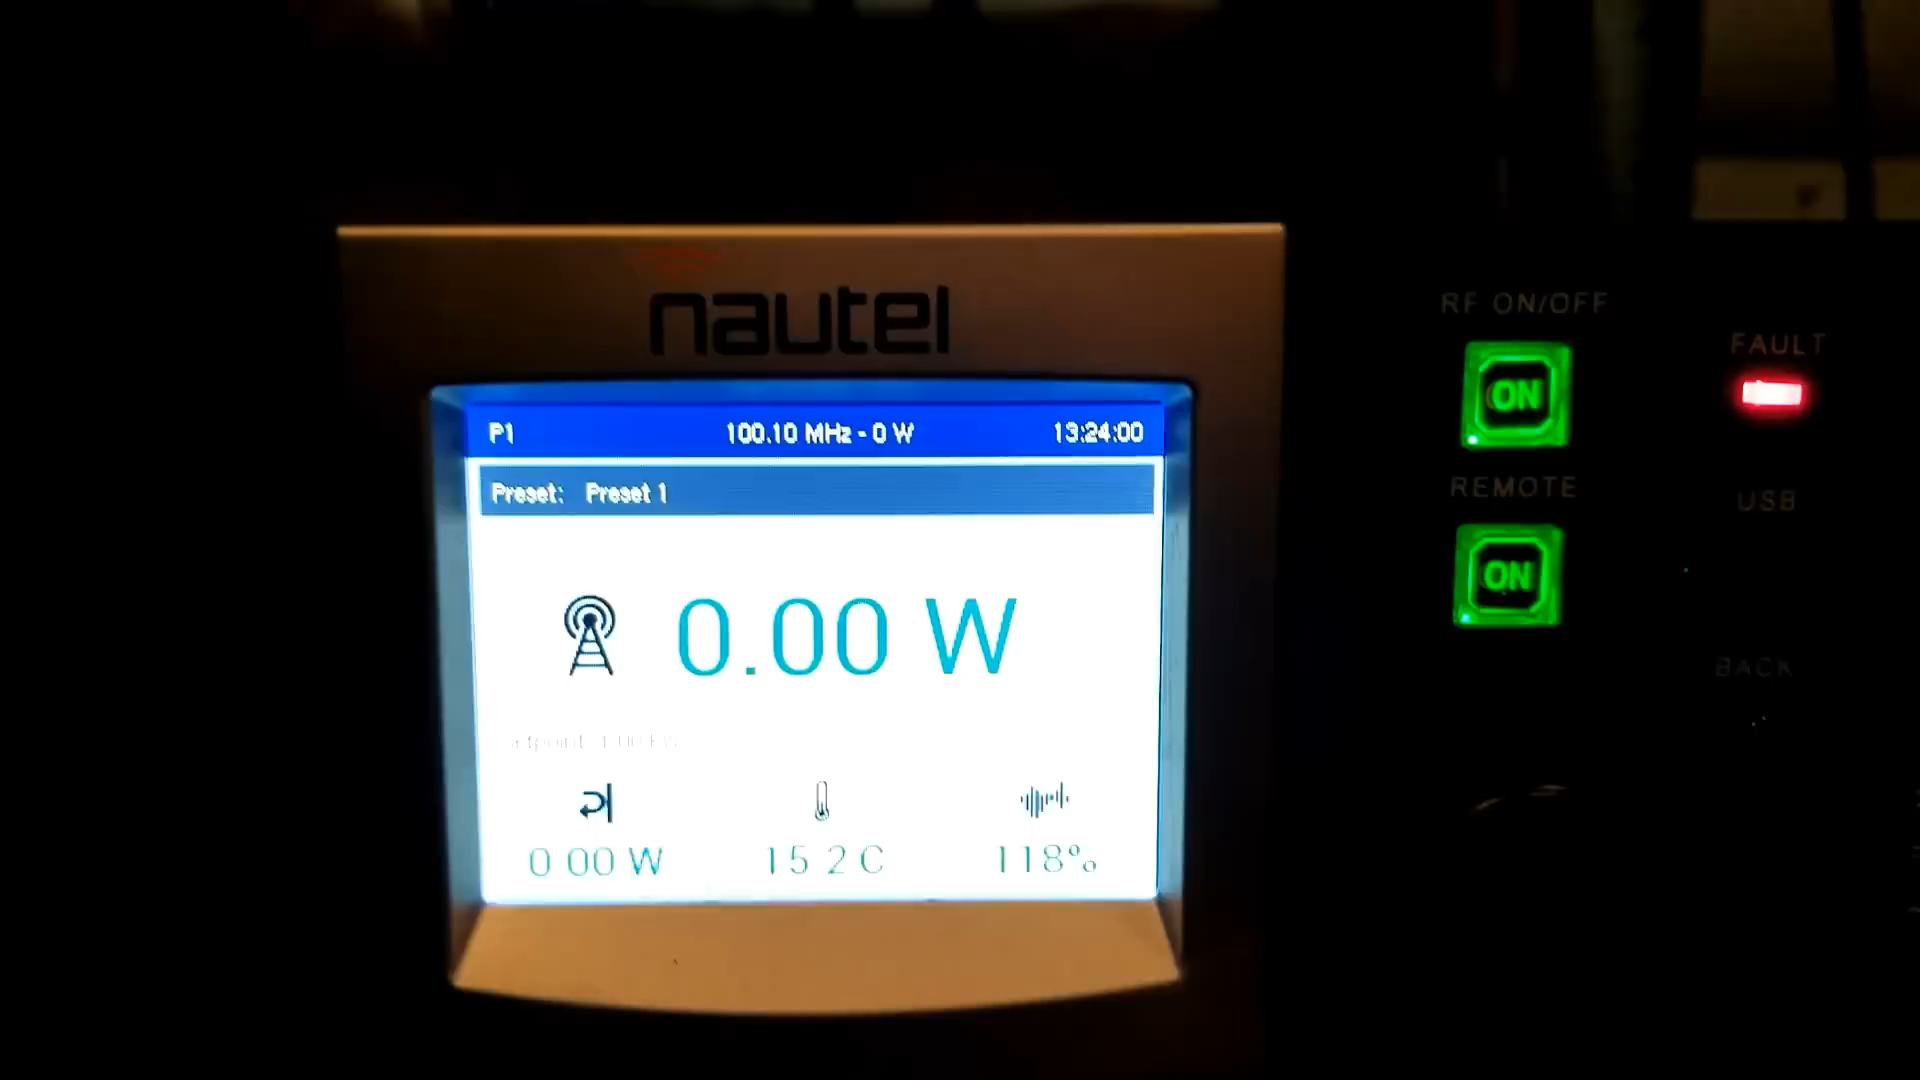 nautel
P1 100.10 MHz - 0 W 13:24:00
Preset: Preset 1
0.00 W
0 00 W 15 2 C 118%
RF ON/OFF
ON
REMOTE
ON
FAULT
USB
BACK